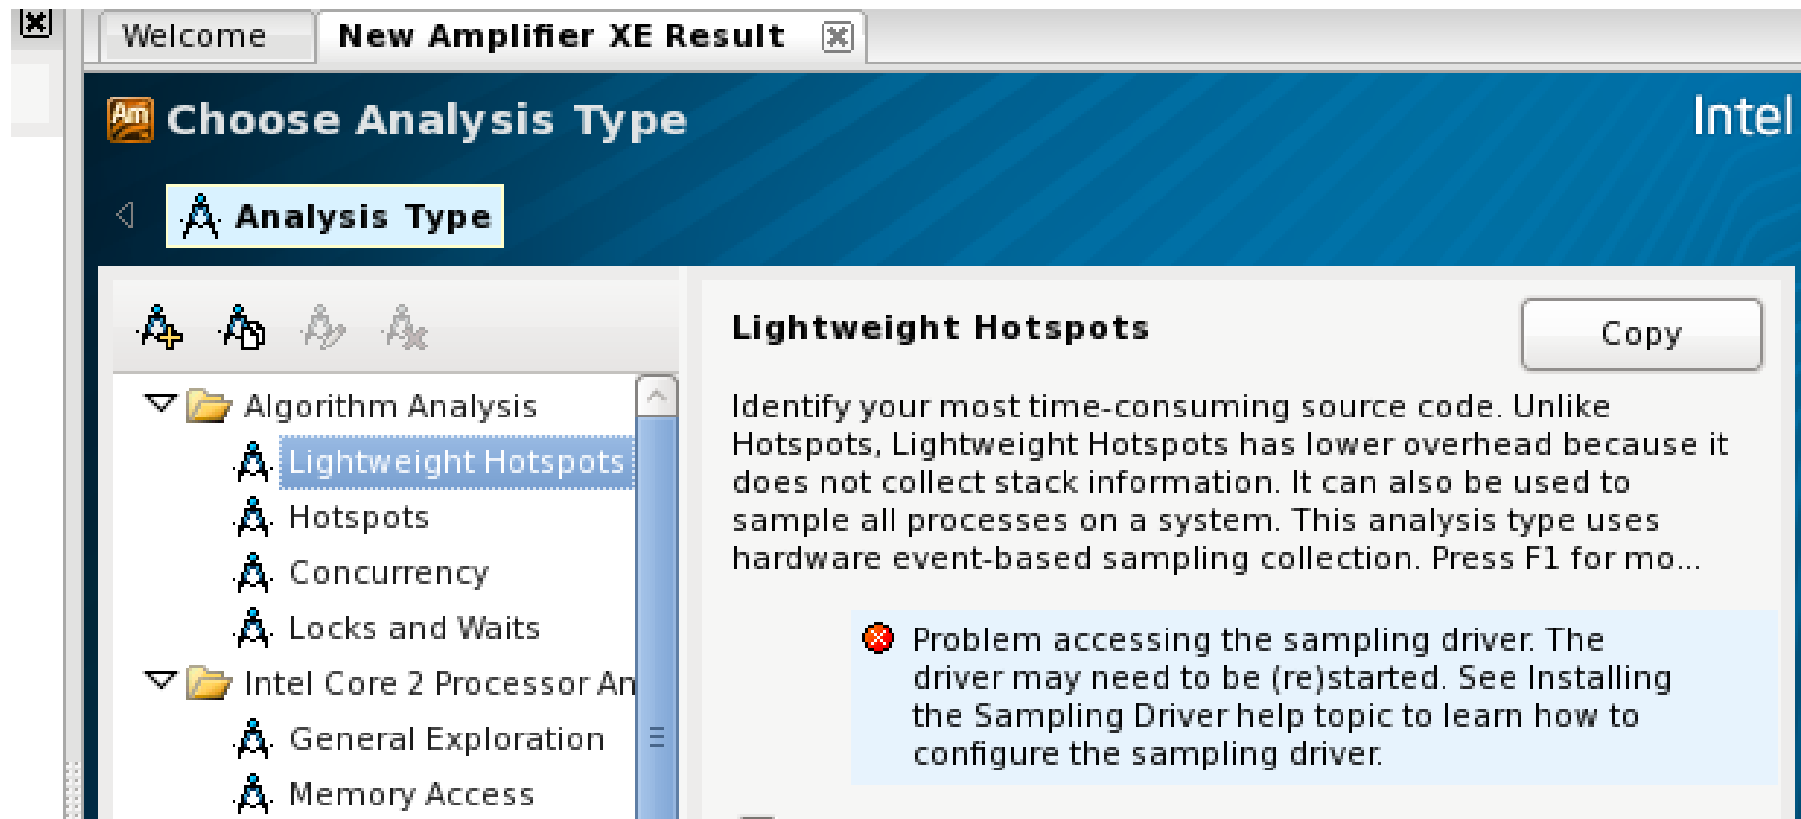 Welcome
New Amplifier XE Result
Am
Choose Analysis Type
Intel
Analysis Type
Algorithm Analysis
Lightweight Hotspots
Hotspots
Concurrency
Locks and Waits
Intel Core 2 Processor An
General Exploration
Memory Access
Lightweight Hotspots
Copy
Identify your most time-consuming source code. Unlike
Hotspots, Lightweight Hotspots has lower overhead because it
does not collect stack information. It can also be used to
sample all processes on a system. This analysis type uses
hardware event-based sampling collection. Press F1 for mo...
Problem accessing the sampling driver. The
driver may need to be (re)started. See Installing
the Sampling Driver help topic to learn how to
configure the sampling driver.